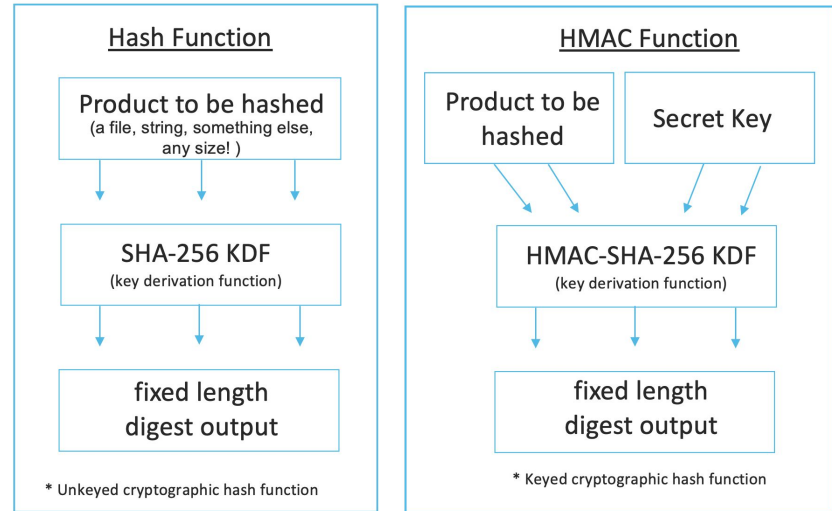 Hash Function
Product to be hashed
(a file, string, something else,
any size! )
SHA-256 KDF
(key derivation function)
fixed length
digest output
* Unkeyed cryptographic hash function
HMAC Function
Product to be
hashed
Secret Key
HMAC-SHA-256 KDF
(key derivation function)
fixed length
digest output
* Keyed cryptographic hash function